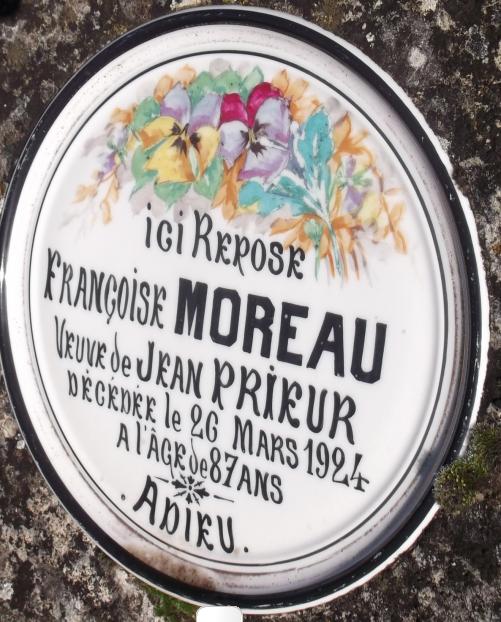 ici Repose
Françoise MOREAU
Veuve de Jean Prieur
Décédée le 26 Mars 1924
A l'âge de 87 ans
. Adieu .